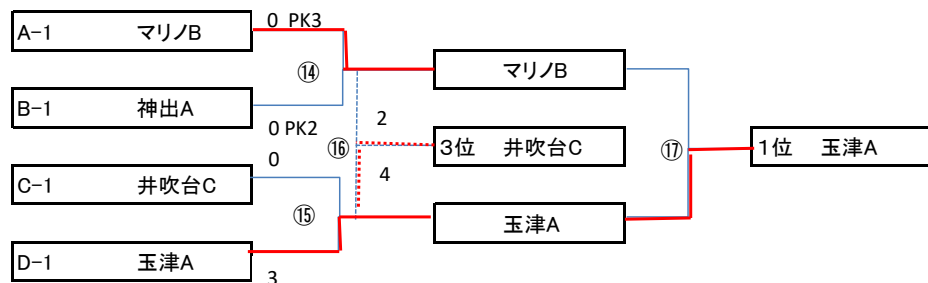 A-1 マリノB
0 PK3
⑭
マリノB
B-1 神出A
0 PK2
2
⑯
3位 井吹台C
⑰
1位 玉津A
0
C-1 井吹台C
4
⑮
玉津A
D-1 玉津A
3